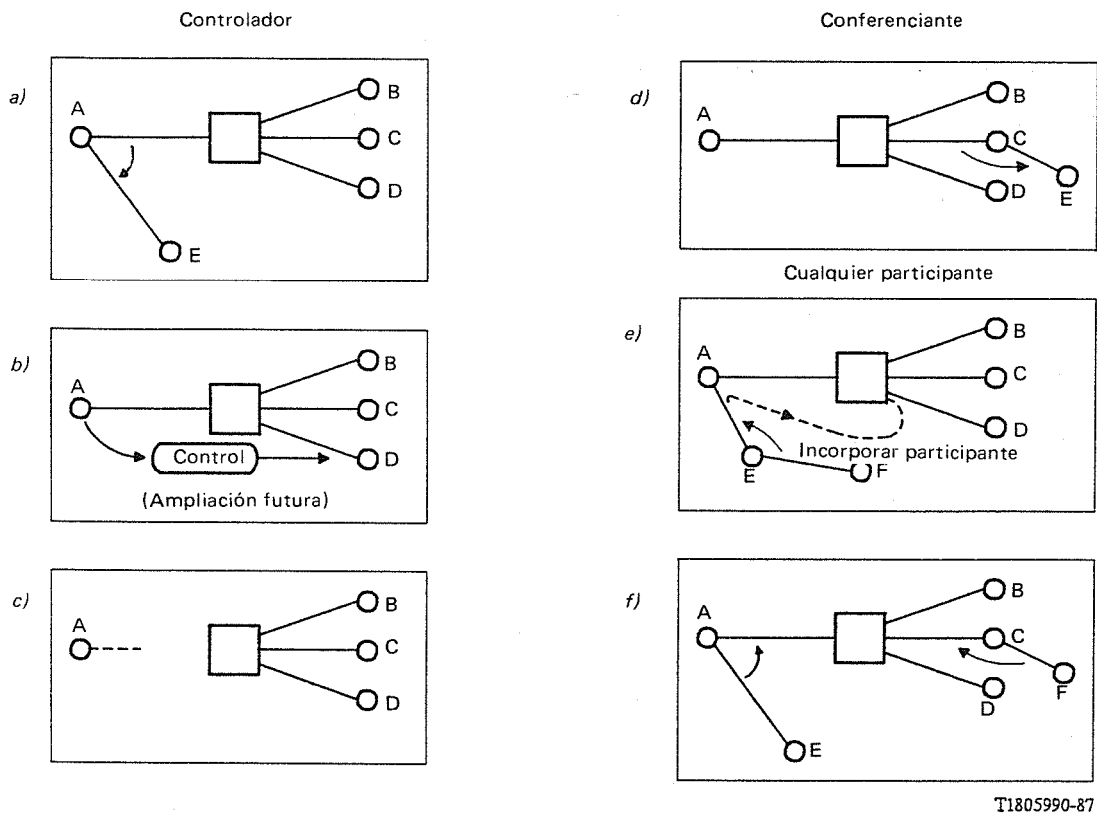 Controlador
a)
A
B
C
D
E
b)
A
B
C
D
Control
(Ampliación futura)
c)
A
B
C
D
Conferenciante
d)
A
B
C
D
E
Cualquier participante
e)
A
B
C
D
Incorporar participante
E
F
f)
A
B
C
D
F
E
T1805990-87